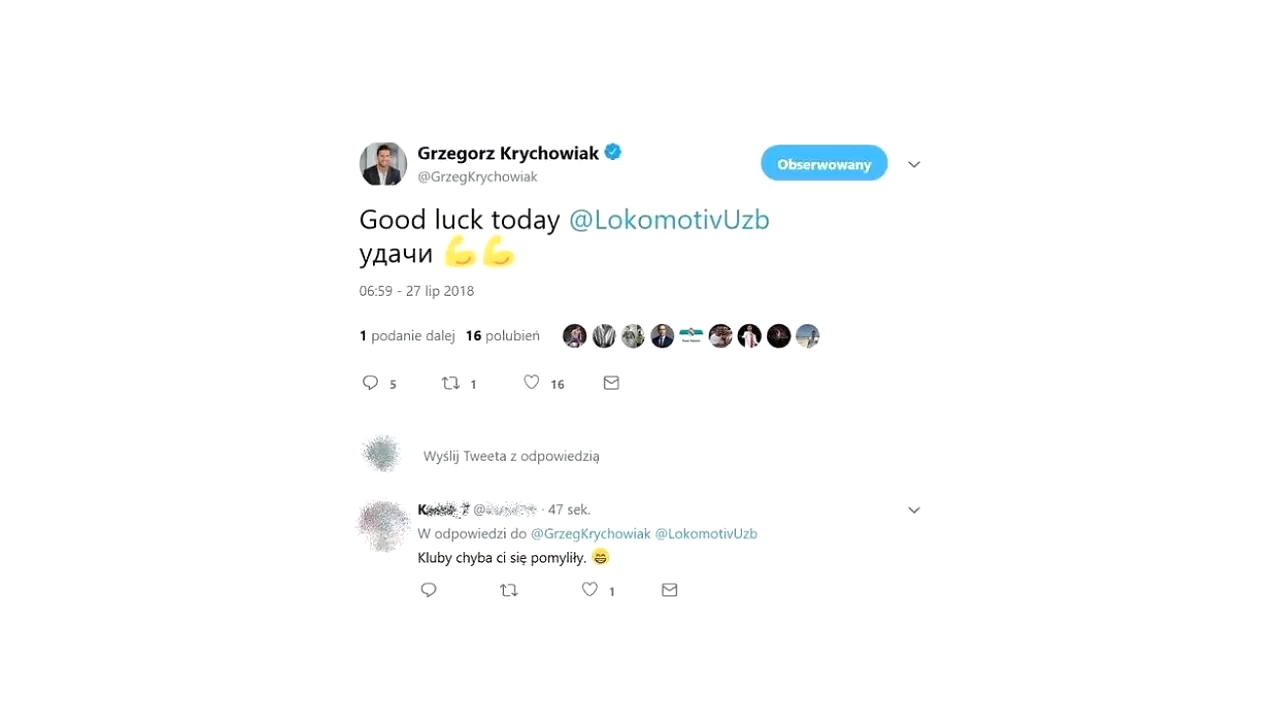 Grzegorz Krychowiak
@GrzegKrychowiak
Obserwowany
Good luck today @LokomotivUzb
удачи 💪💪
06:59 - 27 lip 2018
1 podanie dalej 16 polubień
5 1 16
Wyślij Tweeta z odpowiedzią
· 47 sek.
W odpowiedzi do @GrzegKrychowiak @LokomotivUzb
Kluby chyba ci się pomyliły. 😄
1